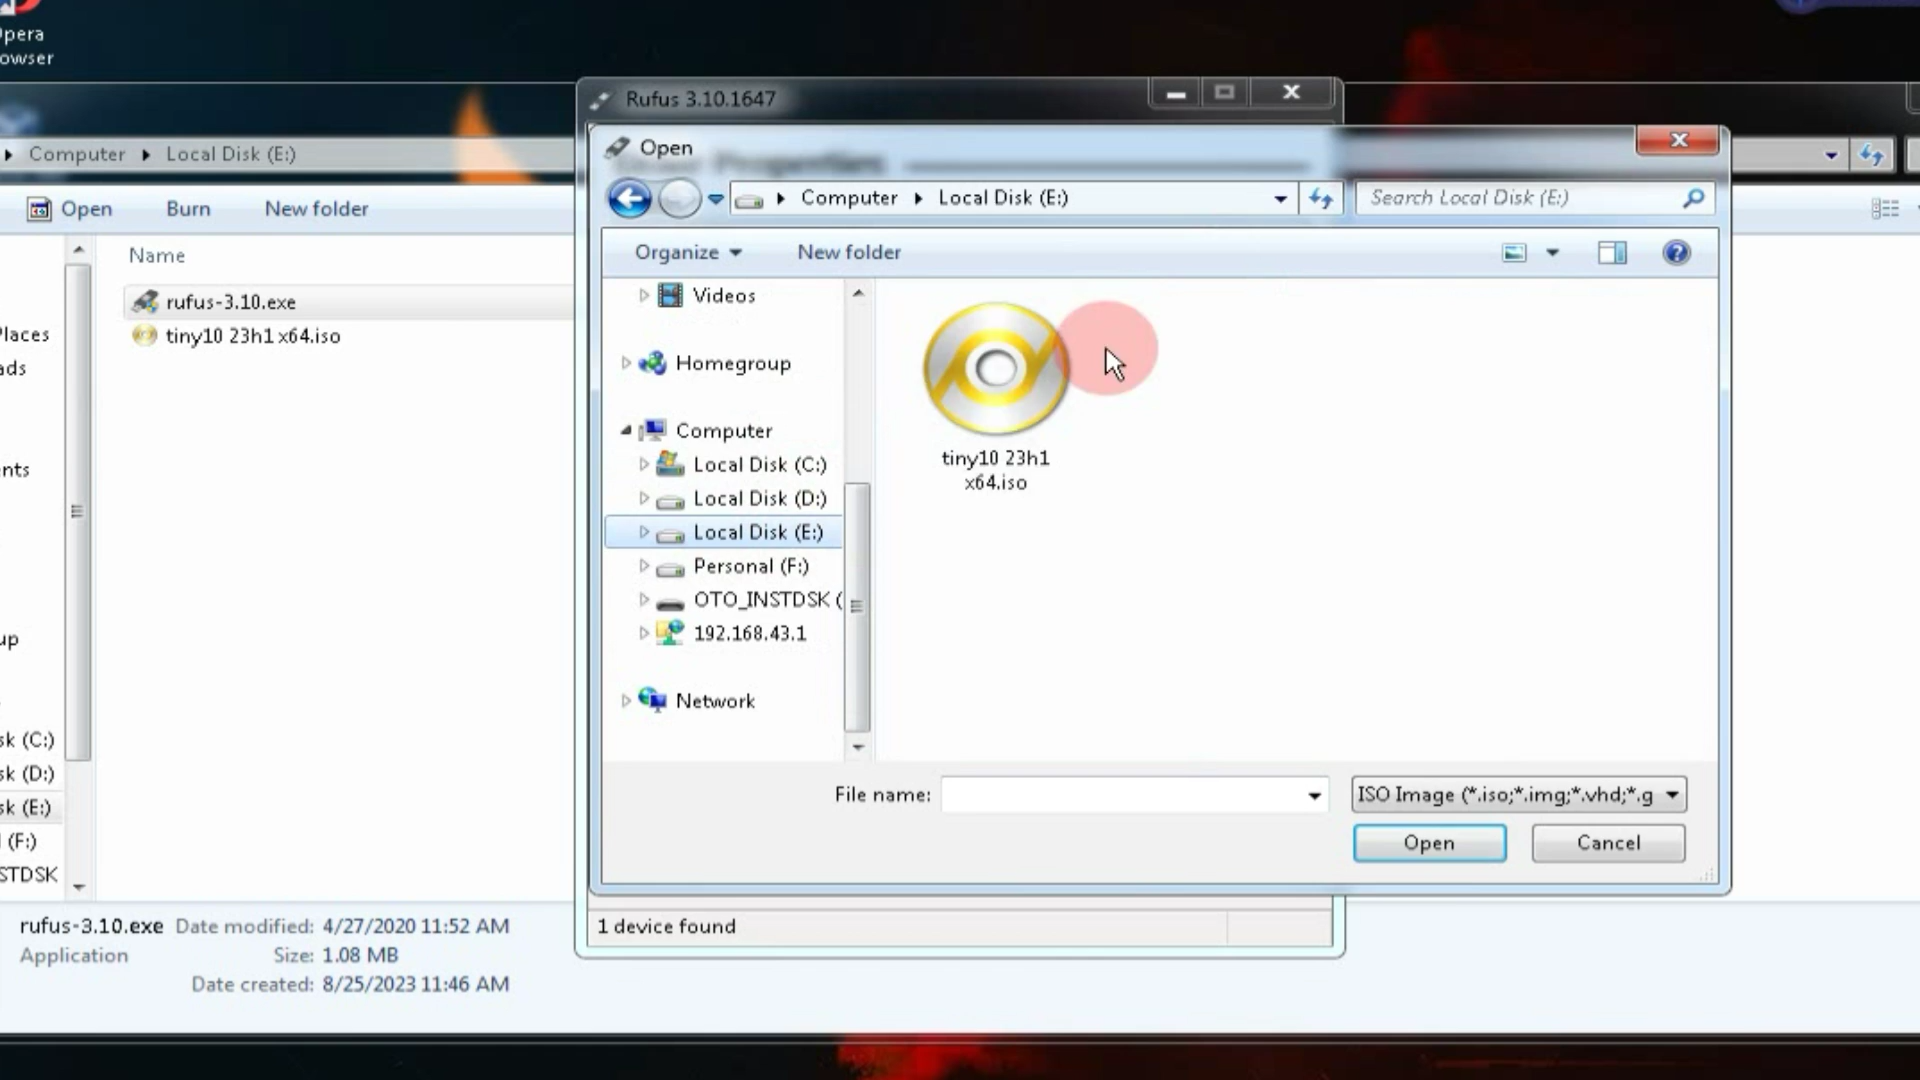 pera
owser
Rufus 3.10.1647
Open
Computer Local Disk (E:)
Computer Local Disk (E:)
Search Local Disk (E:)
Open Burn New folder
Organize New folder
Name
rufus-3.10.exe
tiny10 23h1 x64.iso
Places
ads
nts
up
sk (C:)
sk (D:)
sk (E:)
(F:)
STDSK
Videos
Homegroup
Computer
Local Disk (C:)
Local Disk (D:)
Local Disk (E:)
Personal (F:)
OTO_INSTDSK (
192.168.43.1
Network
tiny10 23h1
x64.iso
File name:
ISO Image (*.iso;*.img;*.vhd;*.g
Open Cancel
1 device found
rufus-3.10.exe Date modified: 4/27/2020 11:52 AM
Application Size: 1.08 MB
Date created: 8/25/2023 11:46 AM